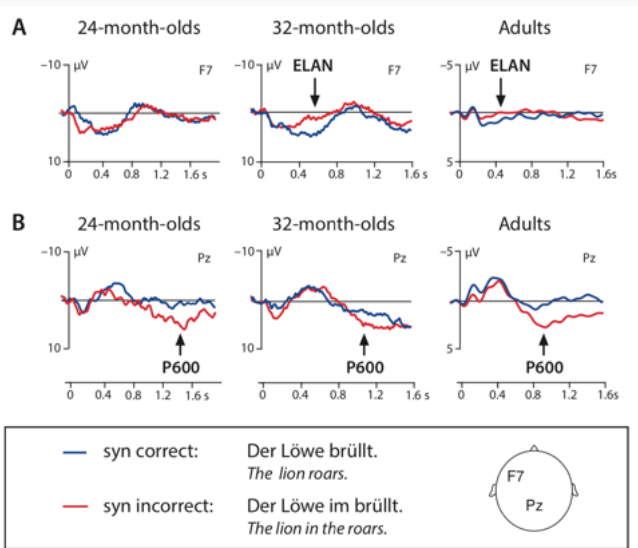 A 24-month-olds 32-month-olds Adults
-10 µV F7 -10 µV ELAN F7 -5 µV ELAN F7
10 10 5
0 0.4 0.8 1.2 1.6 s 0 0.4 0.8 1.2 1.6 s 0 0.4 0.8 1.2 1.6s
B 24-month-olds 32-month-olds Adults
-10 µV Pz -10 µV Pz -5 µV Pz
10 10 5
P600 P600 P600
0 0.4 0.8 1.2 1.6 s 0 0.4 0.8 1.2 1.6 s 0 0.4 0.8 1.2 1.6s
syn correct: Der Löwe brüllt.
The lion roars.
syn incorrect: Der Löwe im brüllt.
The lion in the roars.
F7
Pz